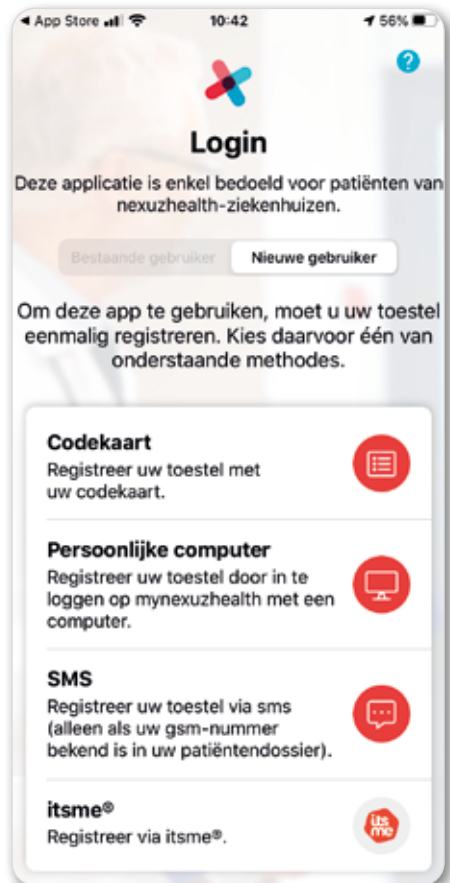 ◀ App Store 10:42 56%
?
Login
Deze applicatie is enkel bedoeld voor patiënten van
nexuzhealth-ziekenhuizen.
Bestaande gebruiker Nieuwe gebruiker
Om deze app te gebruiken, moet u uw toestel
eenmalig registreren. Kies daarvoor één van
onderstaande methodes.
Codekaart
Registreer uw toestel met
uw codekaart.
Persoonlijke computer
Registreer uw toestel door in te
loggen op mynexuzhealth met een
computer.
SMS
Registreer uw toestel via sms
(alleen als uw gsm-nummer
bekend is in uw patiëntendossier).
itsme®
Registreer via itsme®.
its
me